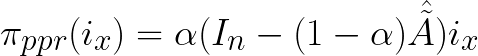 π_{ppr}(i_x) = α(I_n − (1 − α)\hat{\tilde{A}})i_x